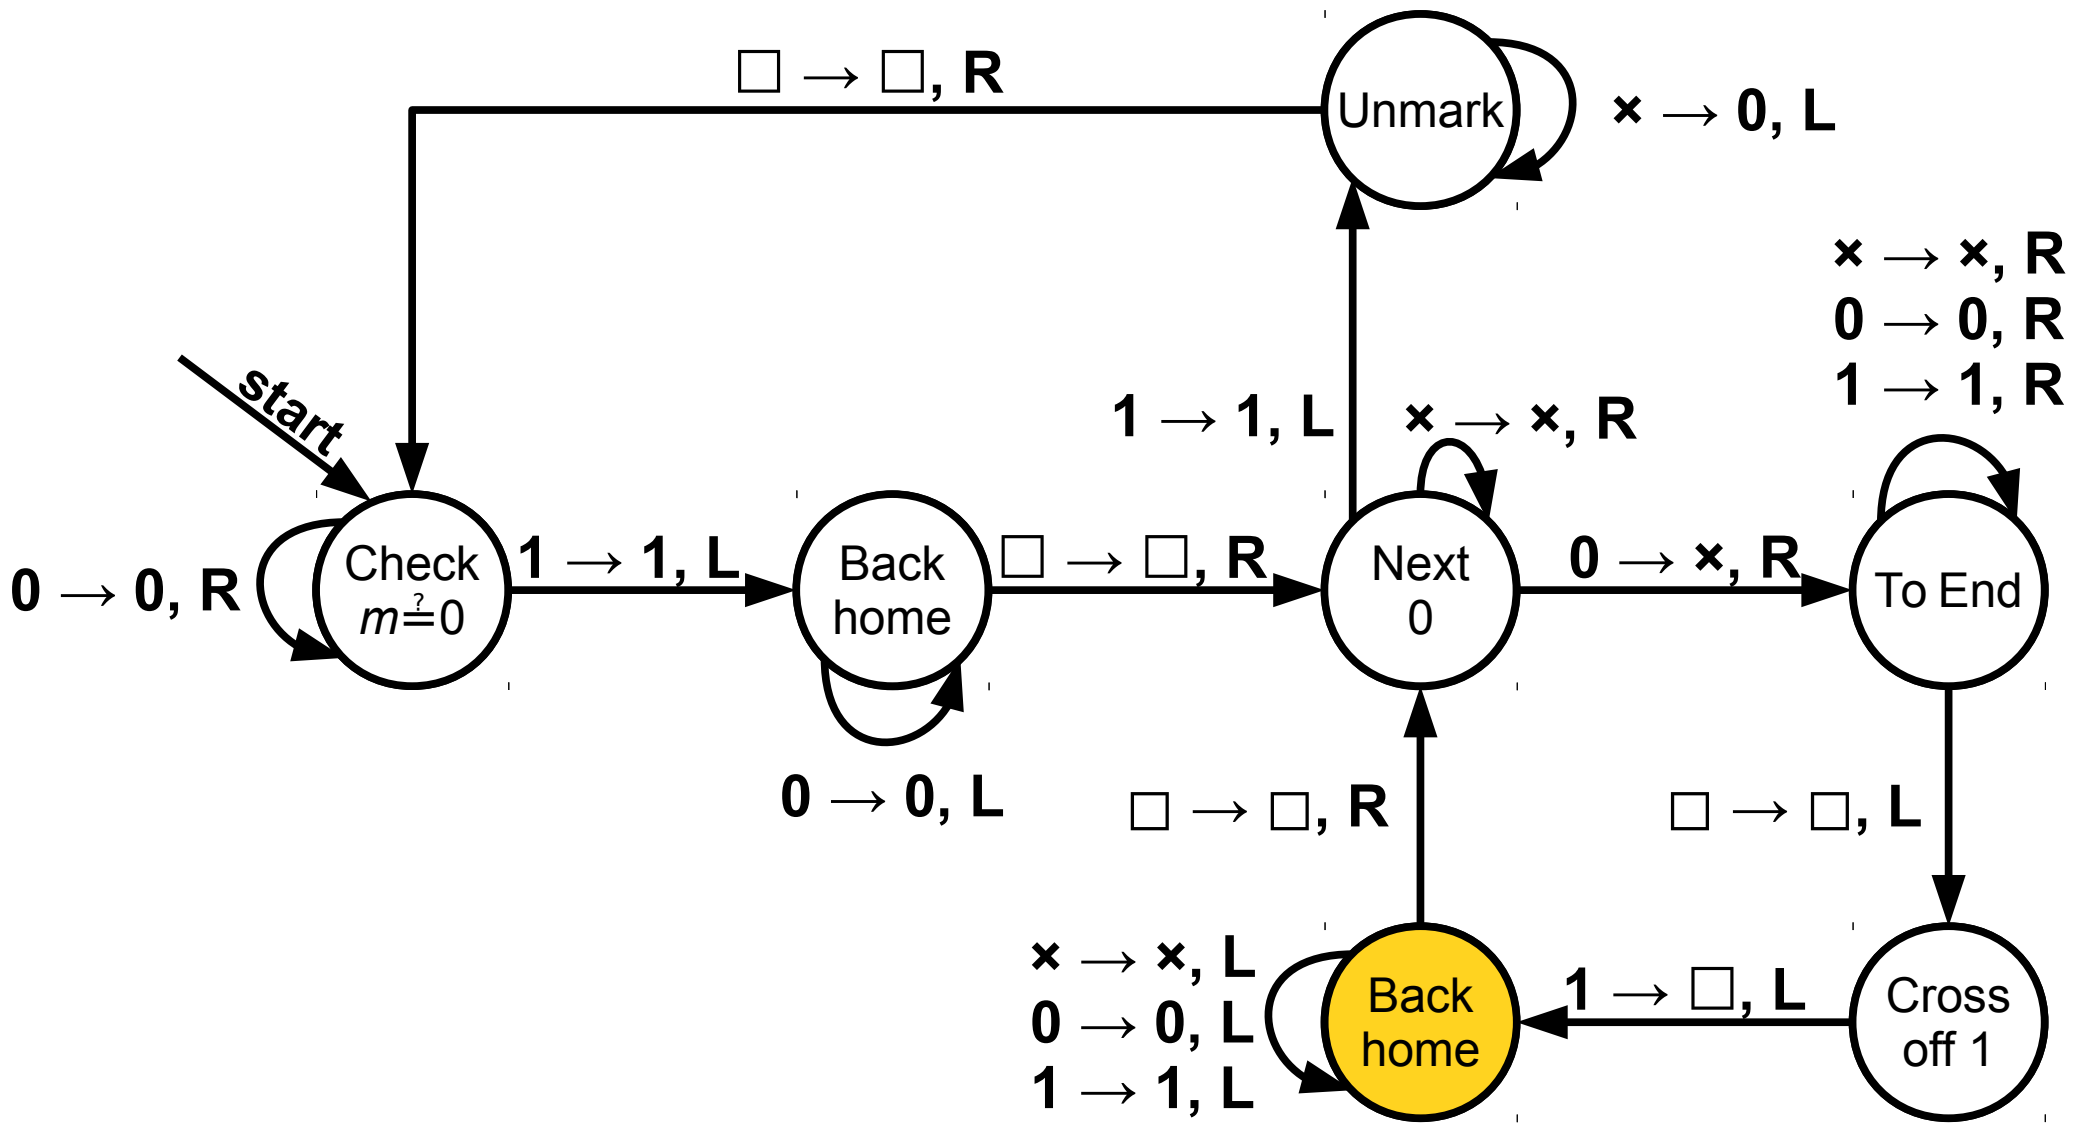 □ → □, R
Unmark
× → 0, L
× → ×, R
0 → 0, R
1 → 1, R
start
1 → 1, L
× → ×, R
0 → 0, R
Check
m≟0
1 → 1, L
Back
home
□ → □, R
Next
0
0 → ×, R
To End
0 → 0, L
□ → □, R
□ → □, L
× → ×, L
0 → 0, L
1 → 1, L
Back
home
1 → □, L
Cross
off 1